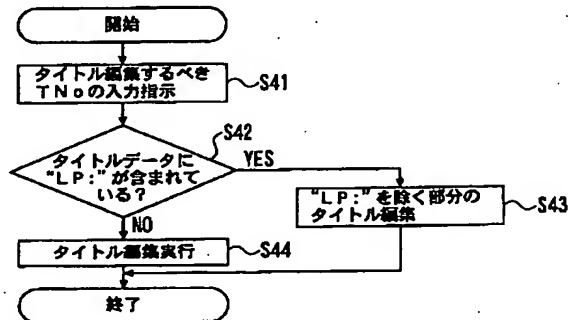 開始
タイトル編集するべき
TNoの入力指示
S41
S42
タイトルデータに
“LP:”が含まれて
いる?
YES
“LP:”を除く部分の
タイトル編集
S43
NO
タイトル編集実行
S44
終了